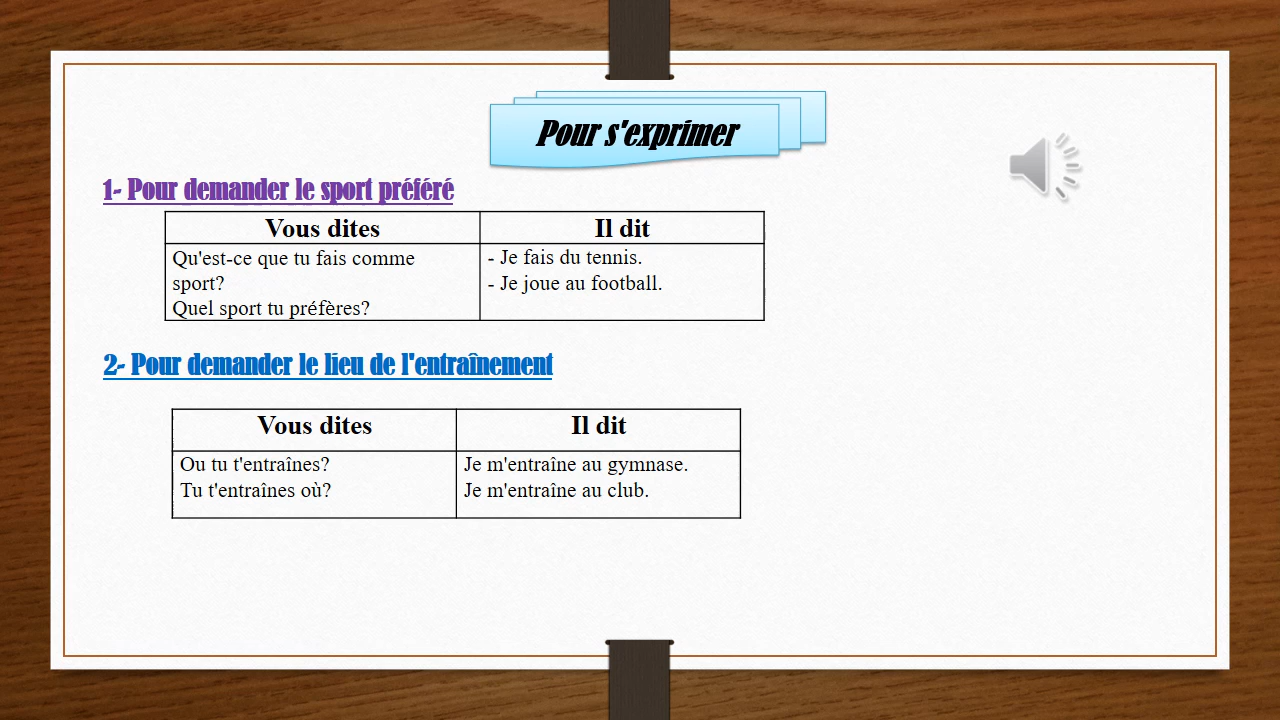 Pour s'exprimer
1- Pour demander le sport préféré
Vous dites
Il dit
Qu'est-ce que tu fais comme
sport?
Quel sport tu préfères?
- Je fais du tennis.
- Je joue au football.
2- Pour demander le lieu de l'entraînement
Vous dites
Il dit
Ou tu t'entraînes?
Tu t'entraînes où?
Je m'entraîne au gymnase.
Je m'entraîne au club.